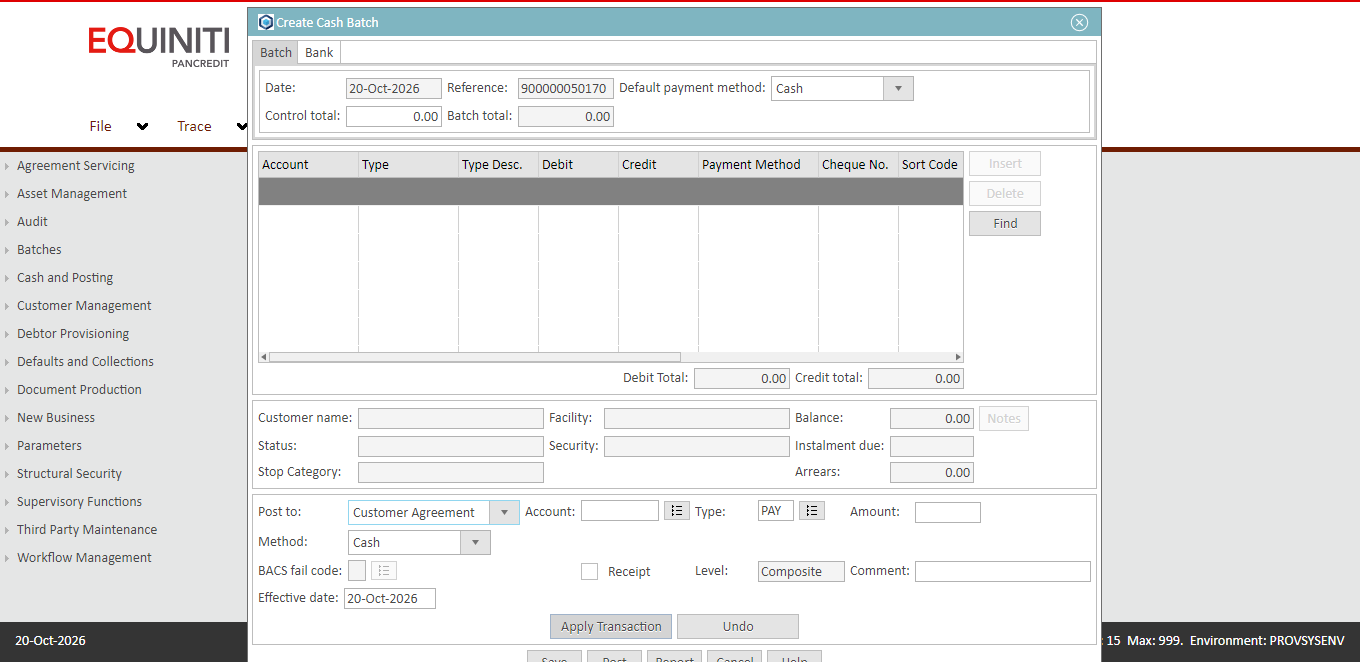 Create Cash Batch
EQUINITI
PANCREDIT
File Trace
Agreement Servicing
Asset Management
Audit
Batches
Cash and Posting
Customer Management
Debtor Provisioning
Defaults and Collections
Document Production
New Business
Parameters
Structural Security
Supervisory Functions
Third Party Maintenance
Workflow Management
Batch Bank
Date: 20-Oct-2026 Reference: 900000050170 Default payment method: Cash
Control total: 0.00 Batch total: 0.00
Account Type Type Desc. Debit Credit Payment Method Cheque No. Sort Code
Insert
Delete
Find
Debit Total: 0.00 Credit total: 0.00
Customer name: Facility: Balance: 0.00 Notes
Status: Security: Instalment due:
Stop Category: Arrears: 0.00
Post to: Customer Agreement Account: Type: PAY Amount:
Method: Cash
BACS fail code: Receipt Level: Composite Comment:
Effective date: 20-Oct-2026
Apply Transaction Undo
Save Post Report Cancel Help
20-Oct-2026 : 15 Max: 999. Environment: PROVSYSENV